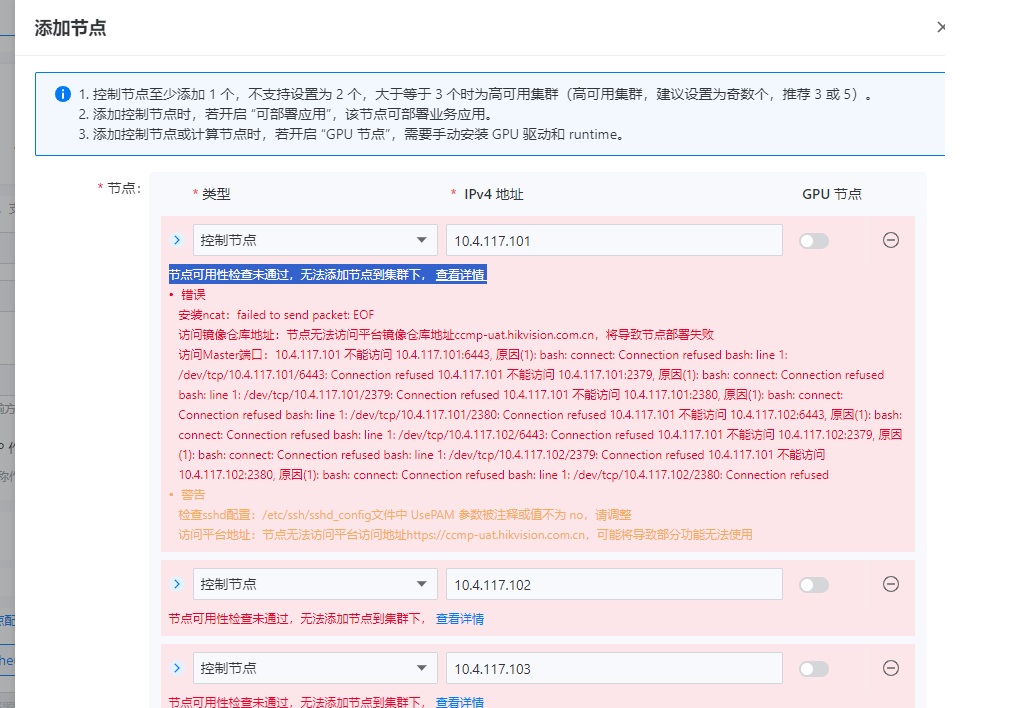 添加节点
1. 控制节点至少添加 1 个，不支持设置为 2 个，大于等于 3 个时为高可用集群（高可用集群，建议设置为奇数个，推荐 3 或 5）。
2. 添加控制节点时，若开启 “可部署应用”，该节点可部署业务应用。
3. 添加控制节点或计算节点时，若开启 “GPU 节点”，需要手动安装 GPU 驱动和 runtime。
* 节点：
* 类型 * IPv4 地址 GPU 节点
控制节点 10.4.117.101
节点可用性检查未通过，无法添加节点到集群下， 查看详情
• 错误
安装ncat：failed to send packet: EOF
访问镜像仓库地址：节点无法访问平台镜像仓库地址ccmp-uat.hikvision.com.cn，将导致节点部署失败
访问Master端口：10.4.117.101 不能访问 10.4.117.101:6443, 原因(1): bash: connect: Connection refused bash: line 1:
/dev/tcp/10.4.117.101/6443: Connection refused 10.4.117.101 不能访问 10.4.117.101:2379, 原因(1): bash: connect: Connection refused
bash: line 1: /dev/tcp/10.4.117.101/2379: Connection refused 10.4.117.101 不能访问 10.4.117.101:2380, 原因(1): bash: connect:
Connection refused bash: line 1: /dev/tcp/10.4.117.101/2380: Connection refused 10.4.117.101 不能访问 10.4.117.102:6443, 原因(1): bash:
connect: Connection refused bash: line 1: /dev/tcp/10.4.117.102/6443: Connection refused 10.4.117.101 不能访问 10.4.117.102:2379, 原因
(1): bash: connect: Connection refused bash: line 1: /dev/tcp/10.4.117.102/2379: Connection refused 10.4.117.101 不能访问
10.4.117.102:2380, 原因(1): bash: connect: Connection refused bash: line 1: /dev/tcp/10.4.117.102/2380: Connection refused
• 警告
检查sshd配置：/etc/ssh/sshd_config文件中 UsePAM 参数被注释或值不为 no，请调整
访问平台地址：节点无法访问平台访问地址https://ccmp-uat.hikvision.com.cn，可能将导致部分功能无法使用
控制节点 10.4.117.102
节点可用性检查未通过，无法添加节点到集群下， 查看详情
控制节点 10.4.117.103
节点可用性检查未通过，无法添加节点到集群下， 查看详情